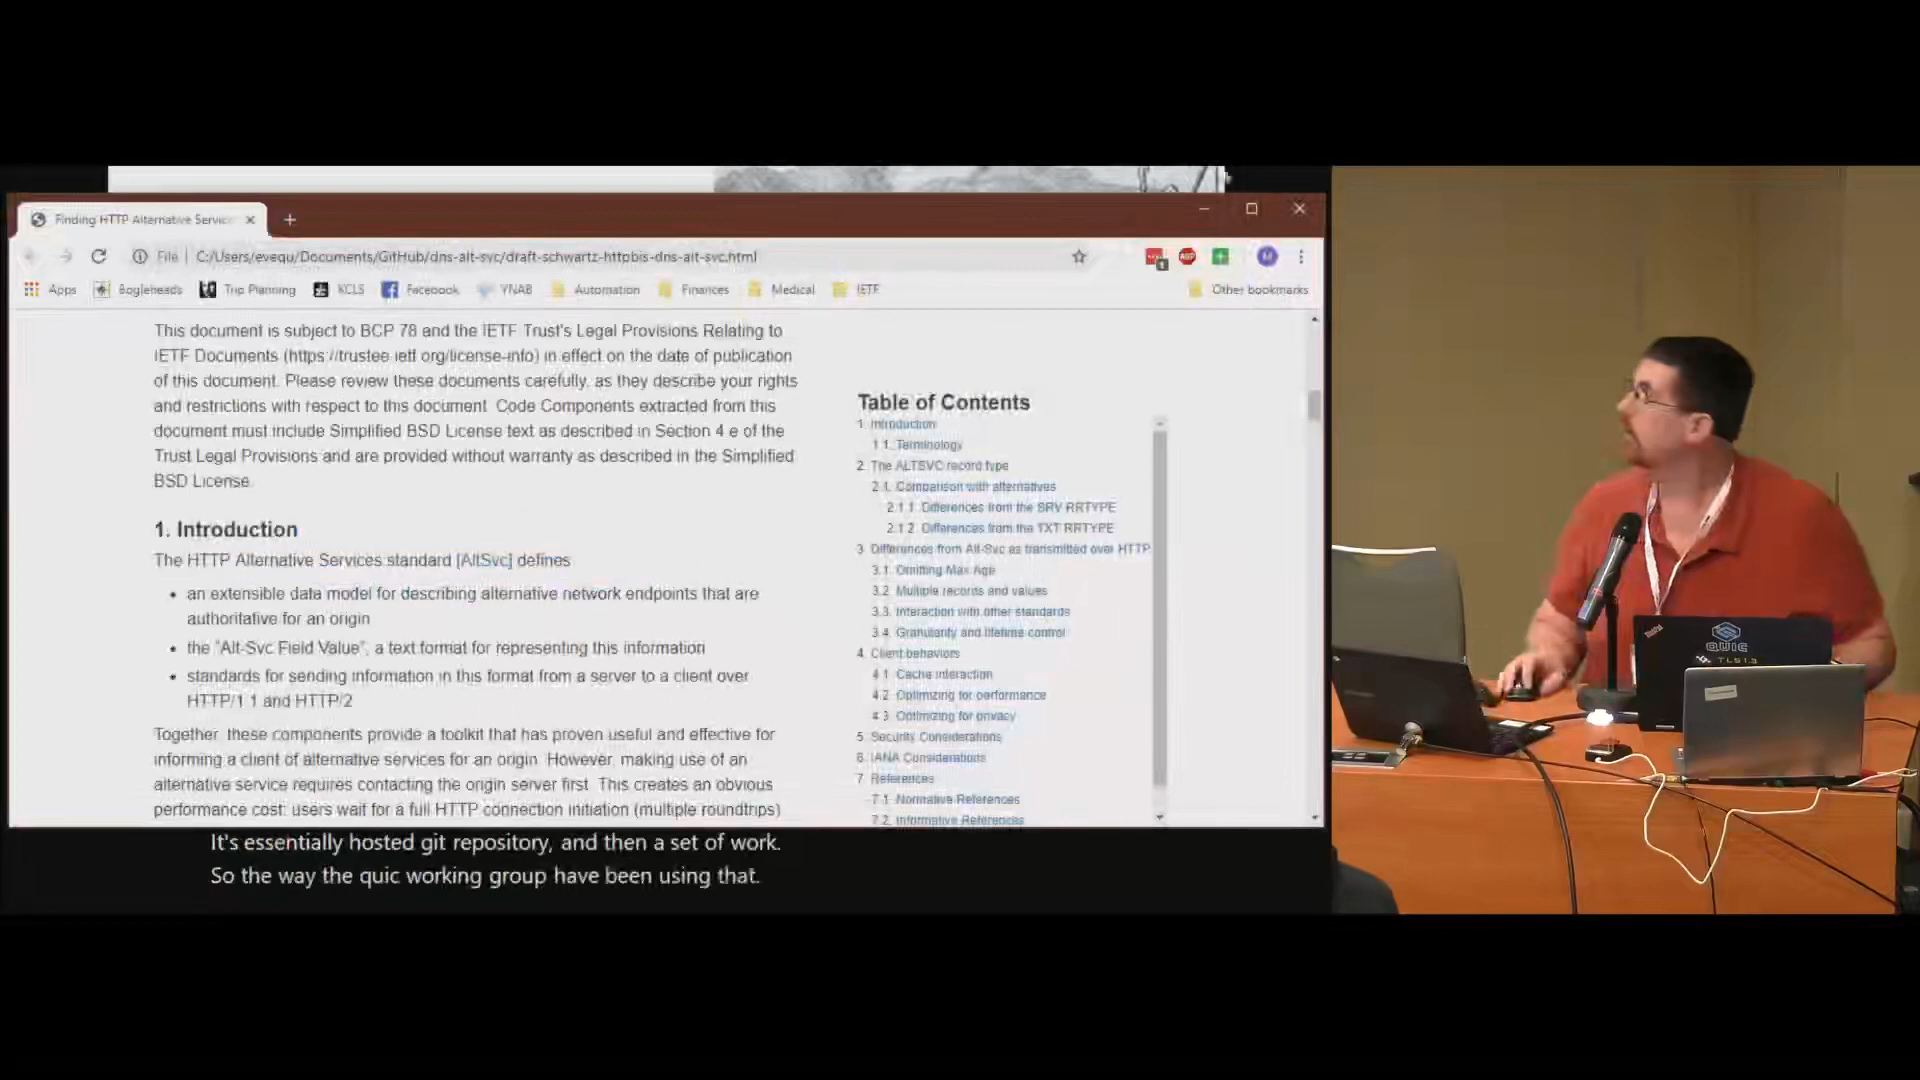 Finding HTTP Alternative Service
File
C:/Users/evequ/Documents/GitHub/dns-alt-svc/draft-schwartz-httpbis-dns-alt-svc.html
ABP
M
Apps
Bogleheads
Trip Planning
KCLS
Facebook
YNAB
Automation
Finances
Medical
IETF
Other bookmarks
This document is subject to BCP 78 and the IETF Trust's Legal Provisions Relating to
IETF Documents (https://trustee.ietf.org/license-info) in effect on the date of publication
of this document. Please review these documents carefully, as they describe your rights
and restrictions with respect to this document. Code Components extracted from this
document must include Simplified BSD License text as described in Section 4.e of the
Trust Legal Provisions and are provided without warranty as described in the Simplified
BSD License.
1. Introduction
The HTTP Alternative Services standard [AltSvc] defines
• an extensible data model for describing alternative network endpoints that are
authoritative for an origin
• the "Alt-Svc Field Value", a text format for representing this information
• standards for sending information in this format from a server to a client over
HTTP/1.1 and HTTP/2
Together, these components provide a toolkit that has proven useful and effective for
informing a client of alternative services for an origin. However, making use of an
alternative service requires contacting the origin server first. This creates an obvious
performance cost: users wait for a full HTTP connection initiation (multiple roundtrips)
Table of Contents
1. Introduction
1.1. Terminology
2. The ALTSVC record type
2.1. Comparison with alternatives
2.1.1. Differences from the SRV RRTYPE
2.1.2. Differences from the TXT RRTYPE
3. Differences from Alt-Svc as transmitted over HTTP
3.1. Omitting Max Age
3.2. Multiple records and values
3.3. Interaction with other standards
3.4. Granularity and lifetime control
4. Client behaviors
4.1. Cache interaction
4.2. Optimizing for performance
4.3. Optimizing for privacy
5. Security Considerations
6. IANA Considerations
7. References
7.1. Normative References
7.2. Informative References
It's essentially hosted git repository, and then a set of work.
So the way the quic working group have been using that.
ThinkPad
QUIC
TLS1.3